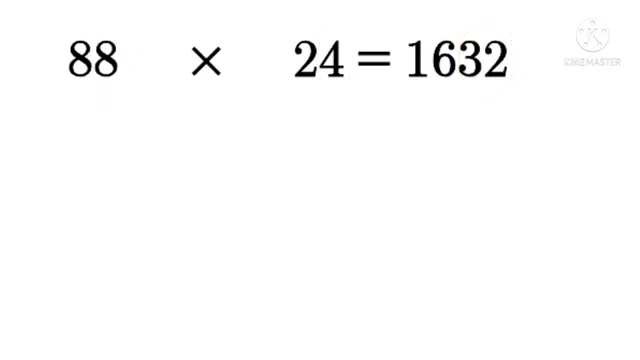 88 × 24 = 1632
KINEMASTER